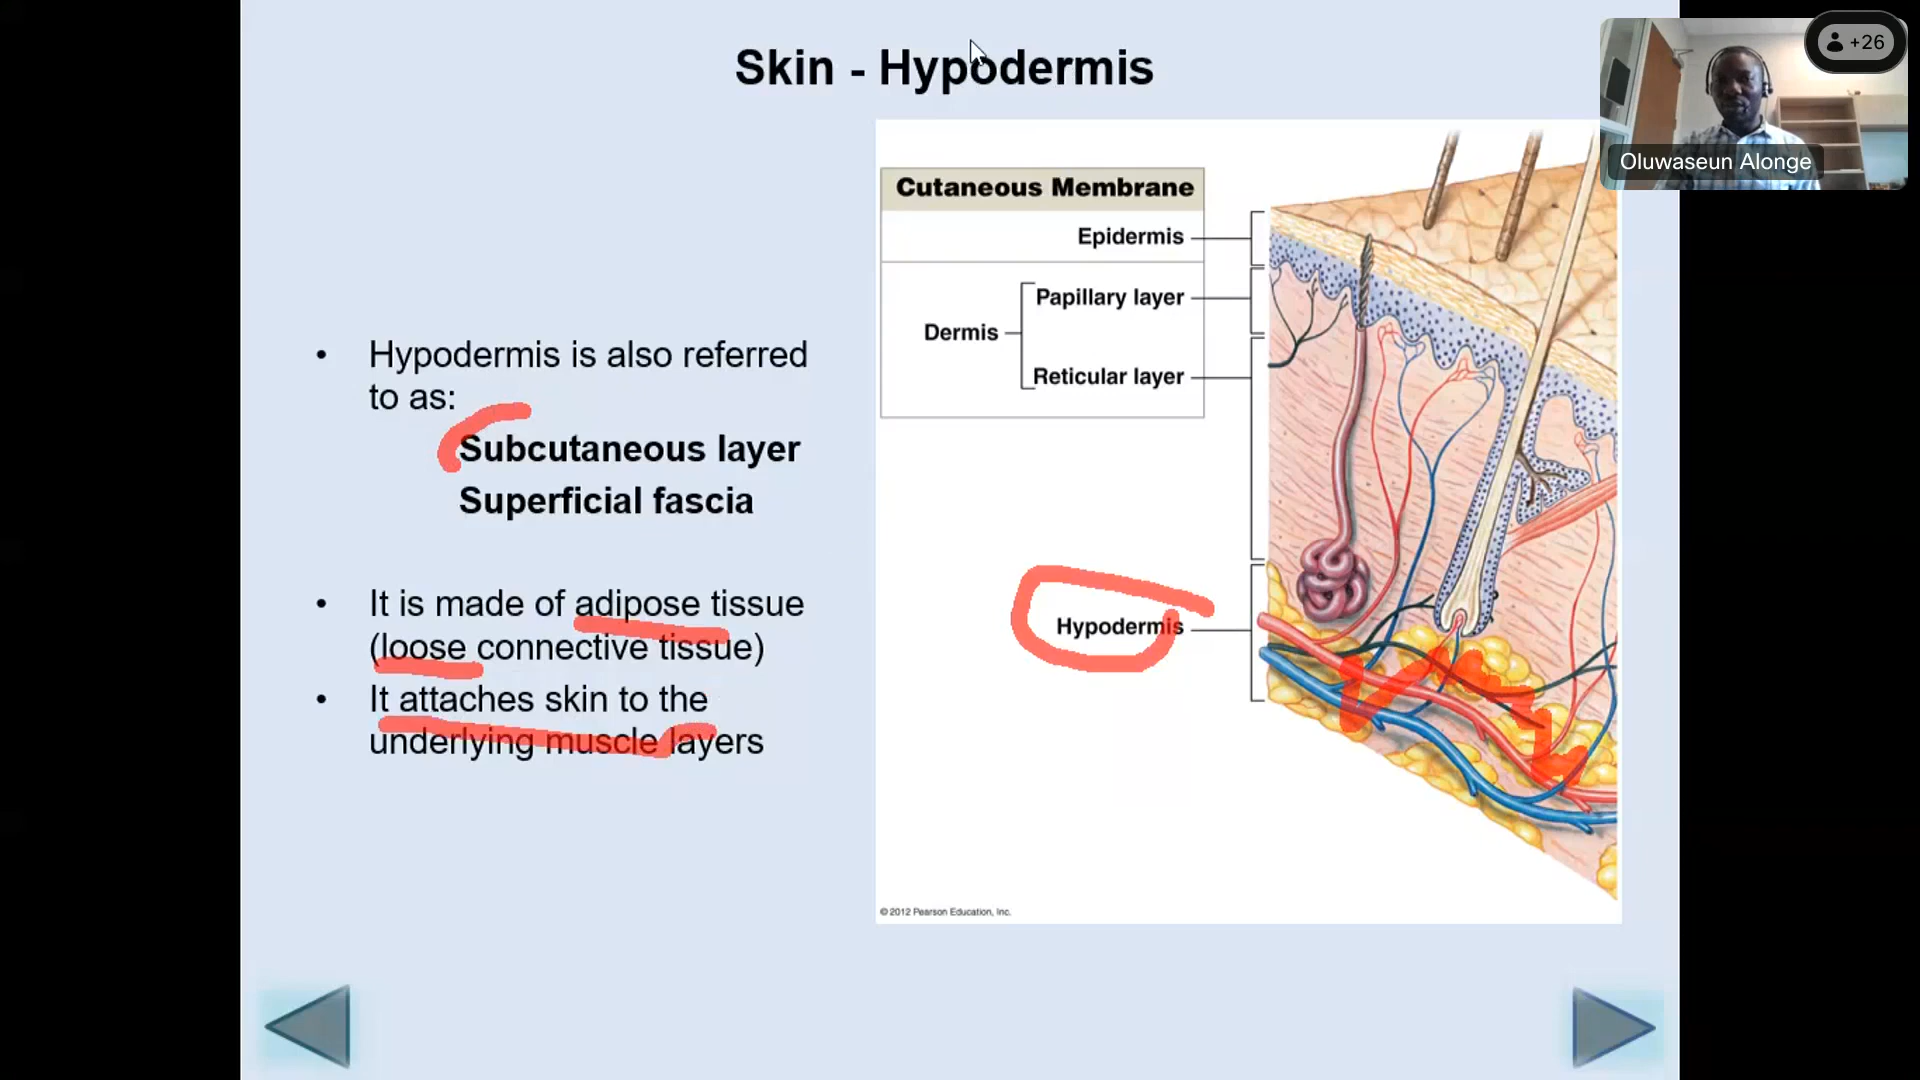 Skin - Hypodermis
+26
Oluwaseun Alonge
Cutaneous Membrane
Epidermis
Papillary layer
Dermis
Reticular layer
Hypodermis
© 2012 Pearson Education, Inc.
• Hypodermis is also referred
to as:
Subcutaneous layer
Superficial fascia
• It is made of adipose tissue
(loose connective tissue)
• It attaches skin to the
underlying muscle layers